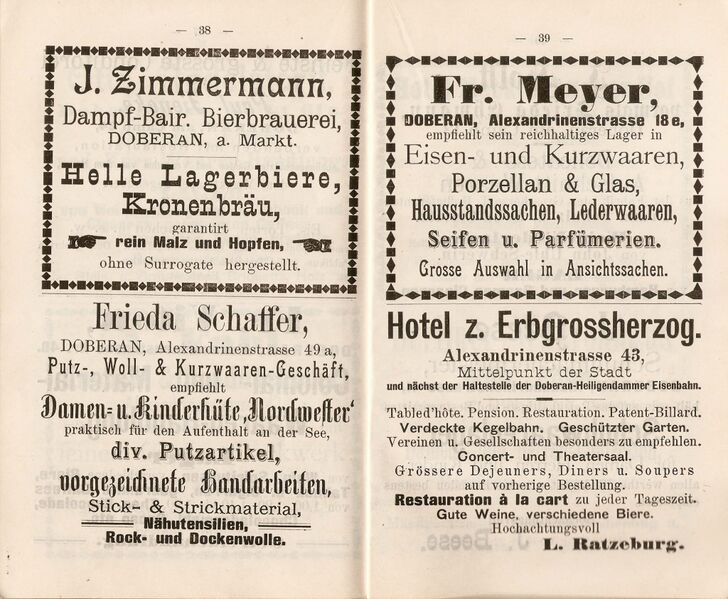 — 38 —
J. Zimmermann,
Dampf-Bair. Bierbrauerei,
DOBERAN, a. Markt.
Helle Lagerbiere,
Kronenbräu,
garantirt
rein Malz und Hopfen,
ohne Surrogate hergestellt.
Frieda Schaffer,
DOBERAN, Alexandrinenstrasse 49 a,
Putz-, Woll- & Kurzwaaren-Geschäft,
empfiehlt
Damen- u. Kinderhüte ‚Nordwester‘
praktisch für den Aufenthalt an der See,
div. Putzartikel,
vorgezeichnete Handarbeiten,
Stick- & Strickmaterial,
Nähutensilien,
Rock- und Dockenwolle.
— 39 —
Fr. Meyer,
DOBERAN, Alexandrinenstrasse 18 e,
empfiehlt sein reichhaltiges Lager in
Eisen- und Kurzwaaren,
Porzellan & Glas,
Hausstandssachen, Lederwaaren,
Seifen u. Parfümerien.
Grosse Auswahl in Ansichtssachen.
Hotel z. Erbgrossherzog.
Alexandrinenstrasse 43,
Mittelpunkt der Stadt
und nächst der Haltestelle der Doberan-Heiligendammer Eisenbahn.
Tabled'hôte. Pension. Restauration. Patent-Billard.
Verdeckte Kegelbahn. Geschützter Garten.
Vereinen u. Gesellschaften besonders zu empfehlen.
Concert- und Theatersaal.
Grössere Dejeuners, Diners u. Soupers
auf vorherige Bestellung.
Restauration à la cart zu jeder Tageszeit.
Gute Weine, verschiedene Biere.
Hochachtungsvoll
L. Ratzeburg.